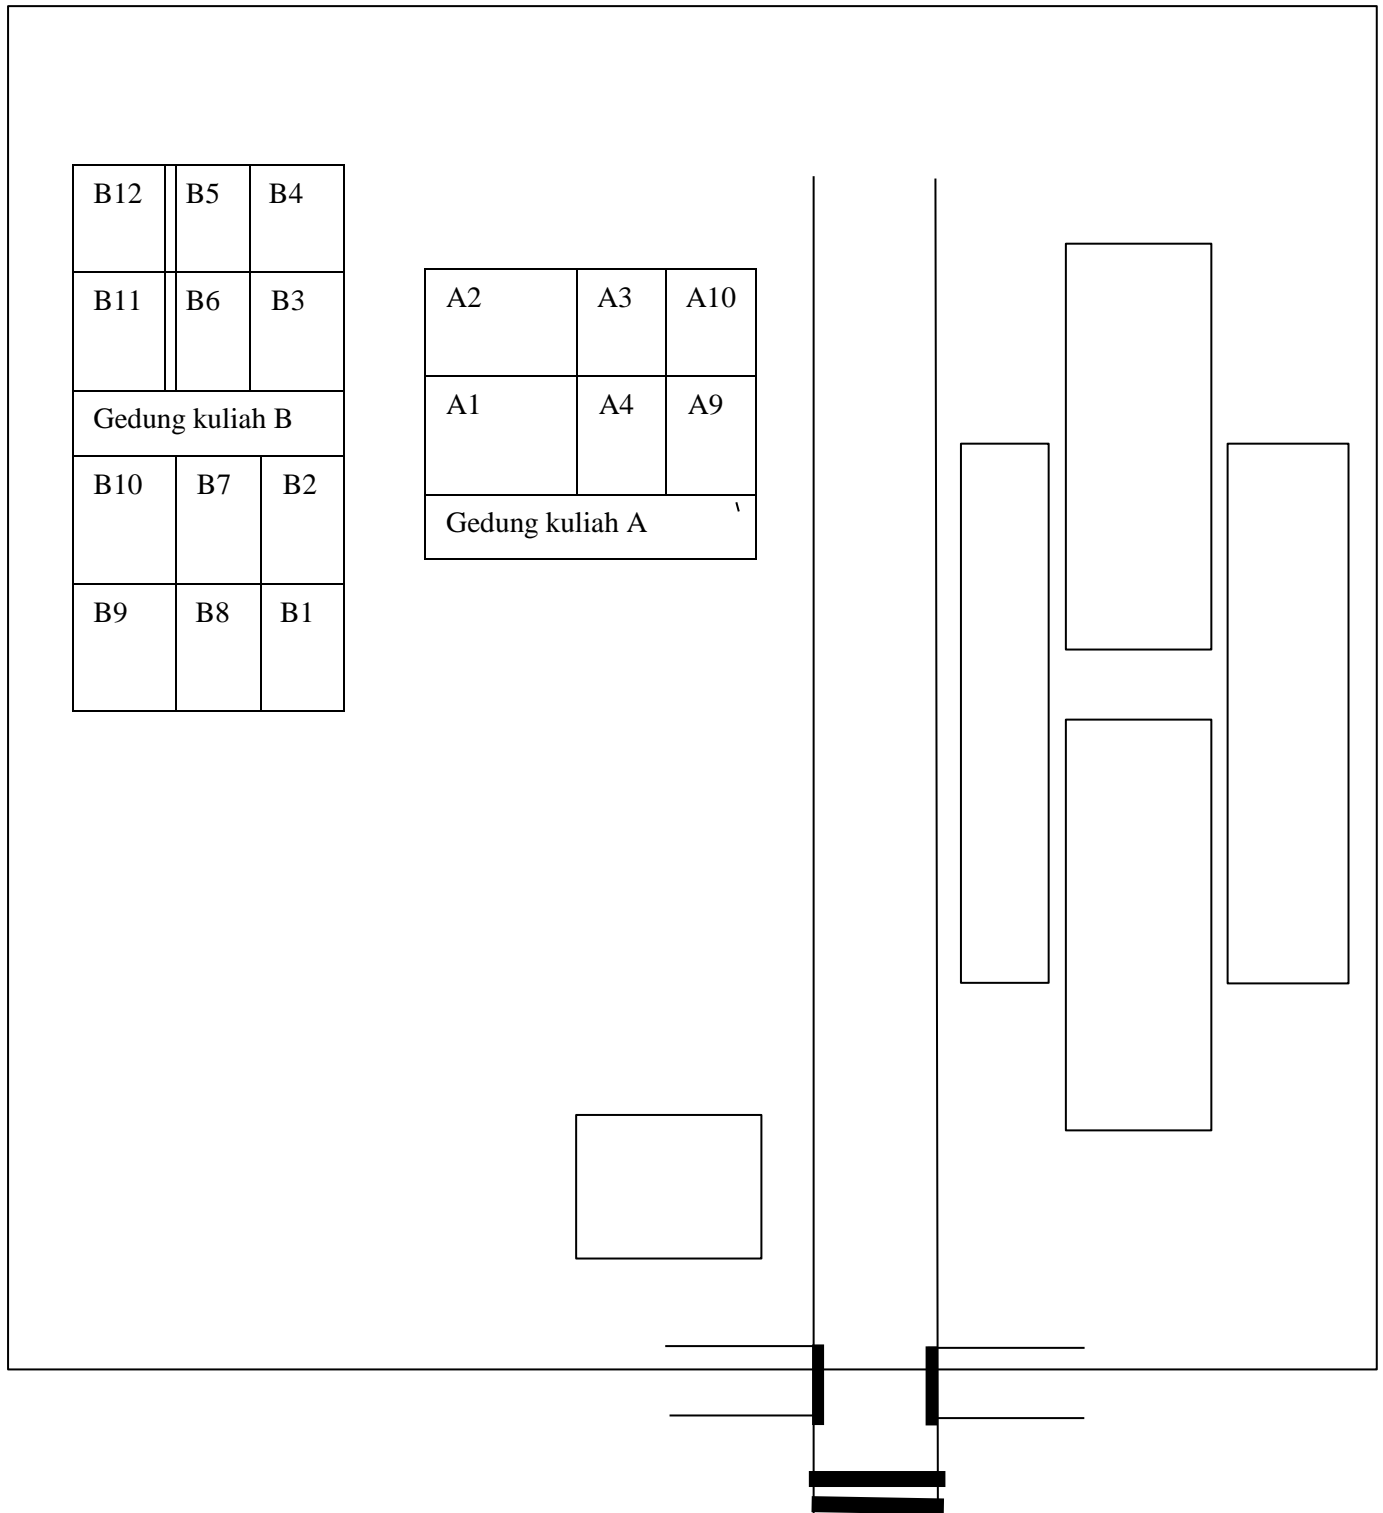 B12 B5 B4
B11 B6 B3
Gedung kuliah B
B10 B7 B2
B9 B8 B1
A2 A3 A10
A1 A4 A9
Gedung kuliah A